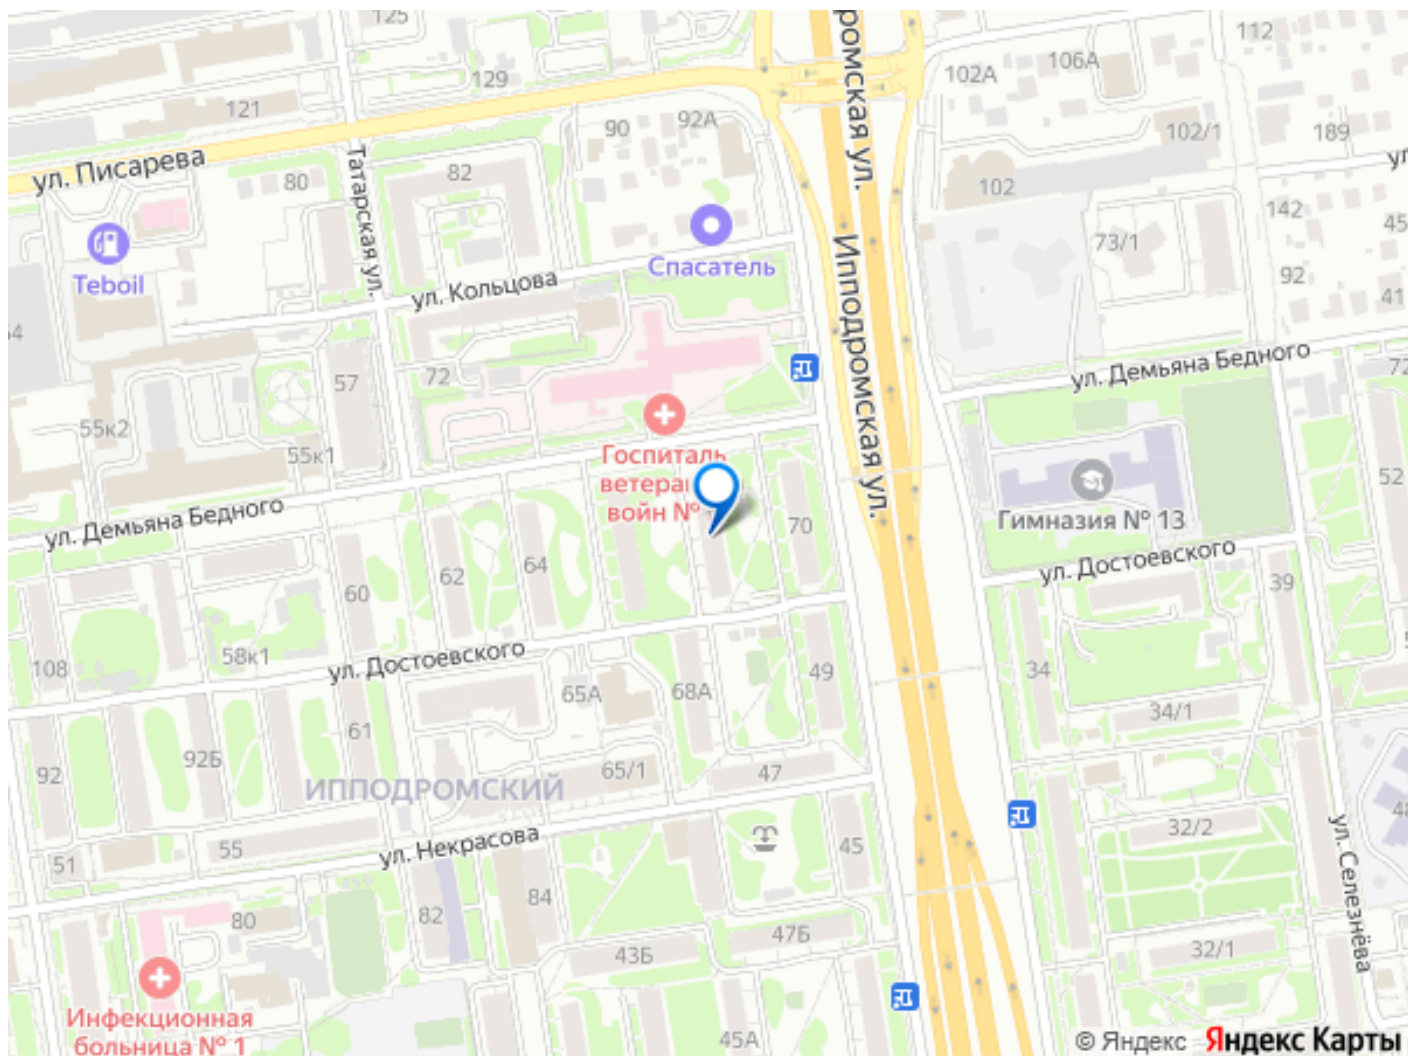 125
ромская ул.
112
102А
106А
129
121
92А
90
102/1
189
ул. Писарева
Татарская ул.
82
80
102
142
45
73/1
Teboil
Спасатель
Ипподромская ул.
ул. Кольцова
92
41
57
72
ул. Демьяна Бедного
72
55к2
55к1
Госпиталь
ветера
войн №
52
ул. Демьяна Бедного
70
Гимназия № 13
ул. Достоевского
64
62
60
39
58к1
108
ул. Достоевского
65А
68А
49
34
34/1
61
92Б
92
65/1
47
ИППОДРОМСКИЙ
51
55
ул. Некрасова
45
32/2
48
ул. Селезнёва
84
82
80
43Б
47Б
32/1
Инфекционная
больница № 1
45А
© Яндекс Яндекс Карты